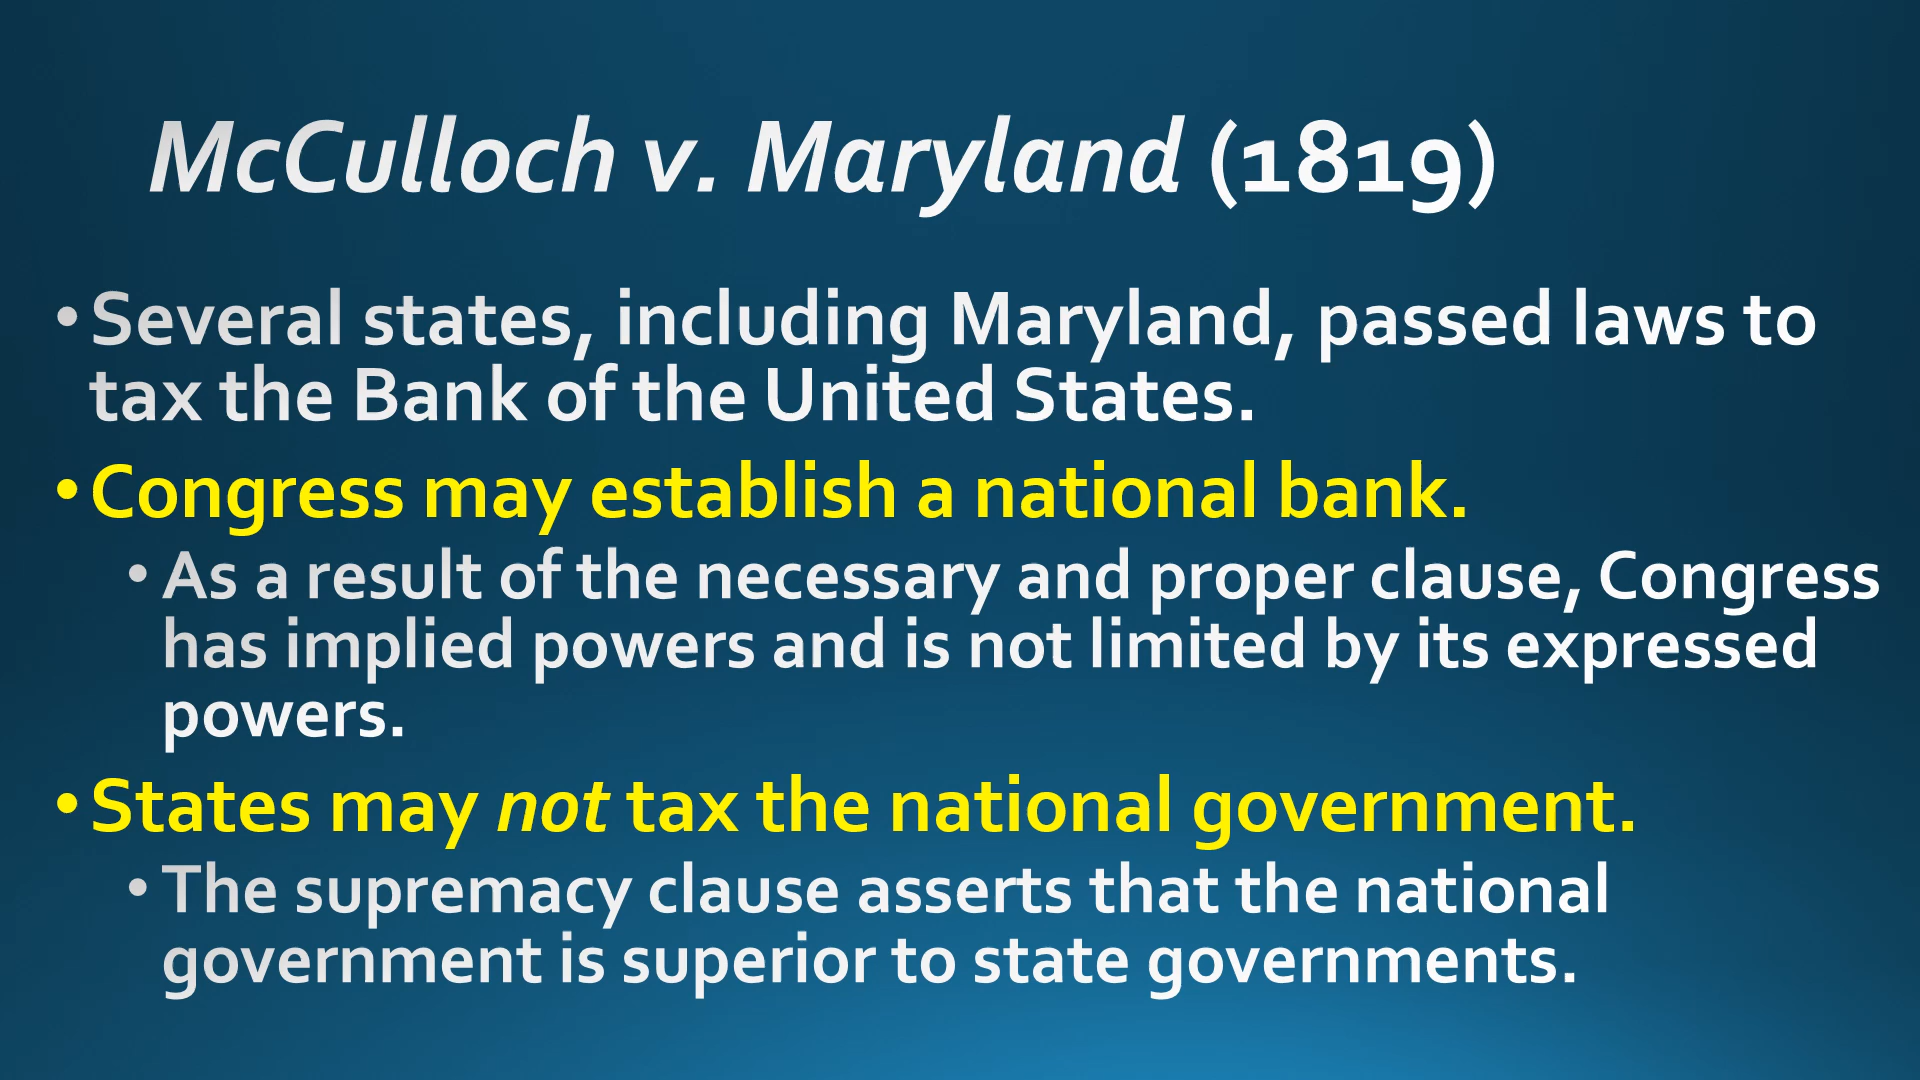 McCulloch v. Maryland (1819)
• Several states, including Maryland, passed laws to
tax the Bank of the United States.
• Congress may establish a national bank.
• As a result of the necessary and proper clause, Congress
has implied powers and is not limited by its expressed
powers.
• States may not tax the national government.
• The supremacy clause asserts that the national
government is superior to state governments.